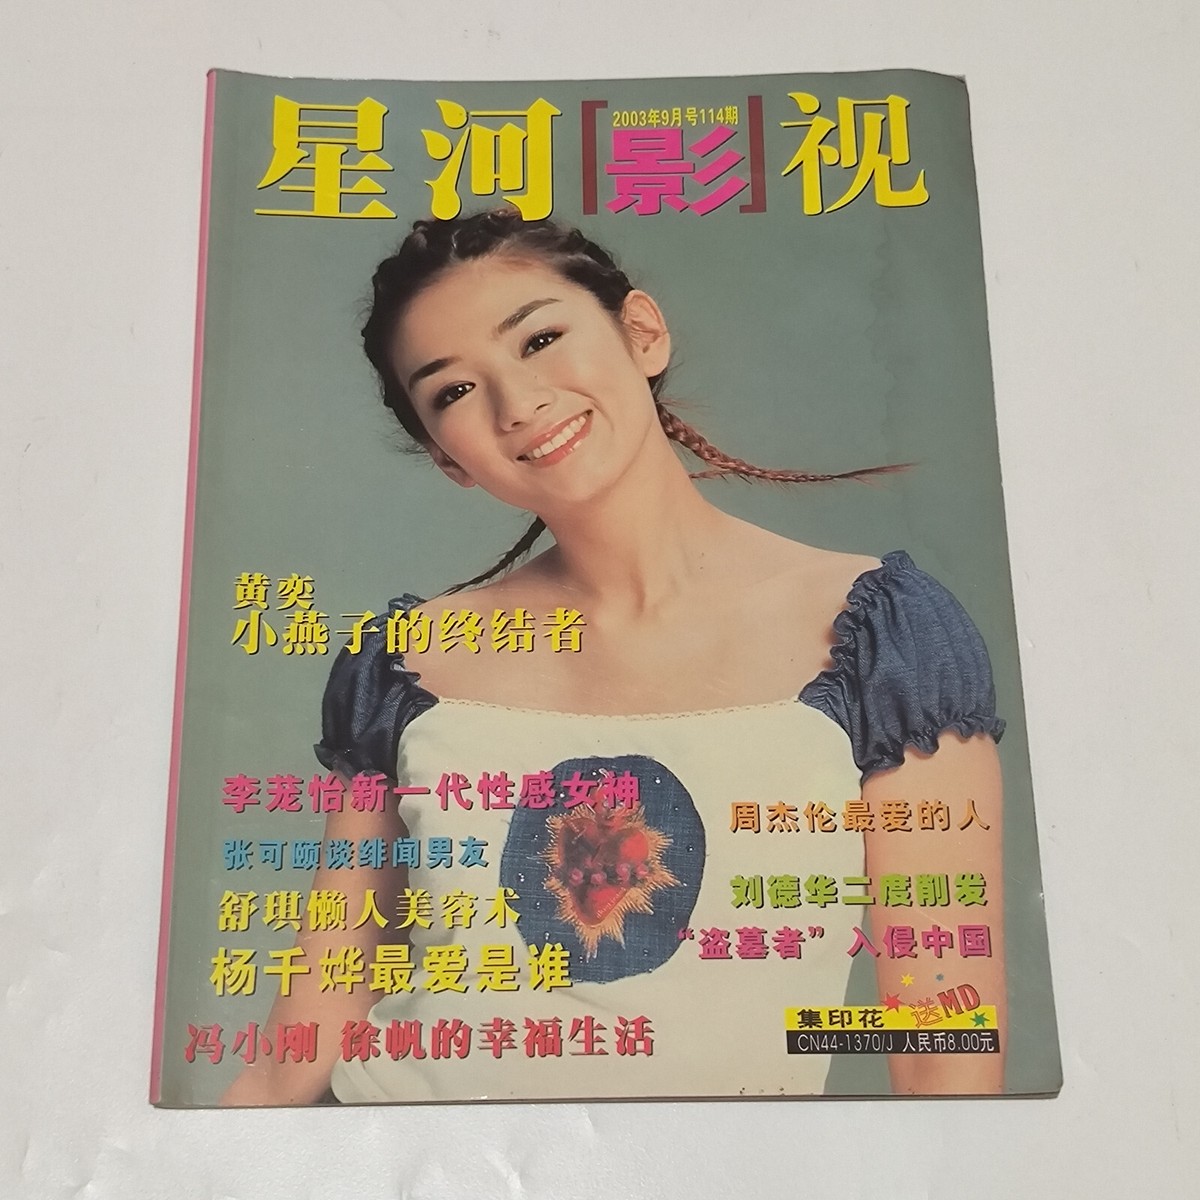 星河[影]视
2003年9月号114期
黄奕
小燕子的终结者
李茏怡新一代性感女神
张可颐谈绯闻男友
舒琪懒人美容术
杨千烨最爱是谁
冯小刚 徐帆的幸福生活
周杰伦最爱的人
刘德华二度削发
“盗墓者”入侵中国
集印花 送MD
CN44-1370/J 人民币8.00元